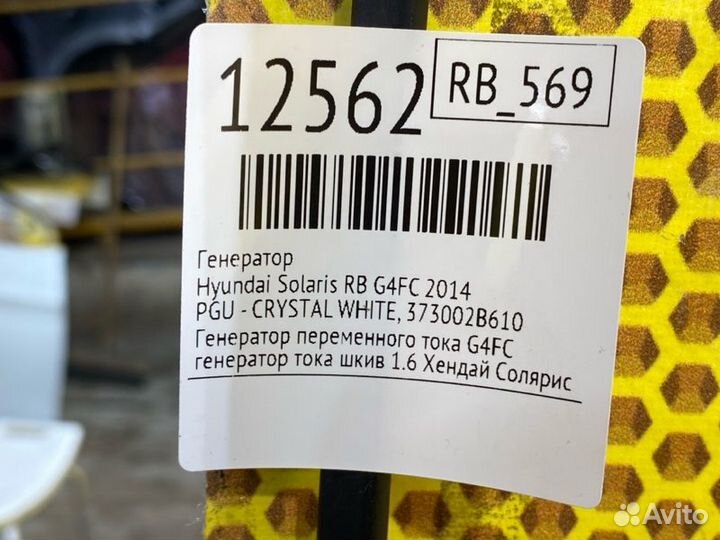 12562
RB_569
Генератор
Hyundai Solaris RB G4FC 2014
PGU - CRYSTAL WHITE, 373002B610
Генератор переменного тока G4FC
генератор тока шкив 1.6 Хендай Солярис
Avito